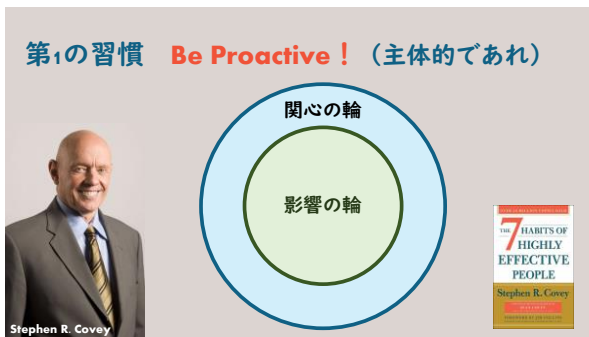 第1の習慣 Be Proactive！（主体的であれ）
関心の輪
影響の輪
Stephen R. Covey
THE 7 HABITS OF
HIGHLY
EFFECTIVE
PEOPLE
Stephen R. Covey